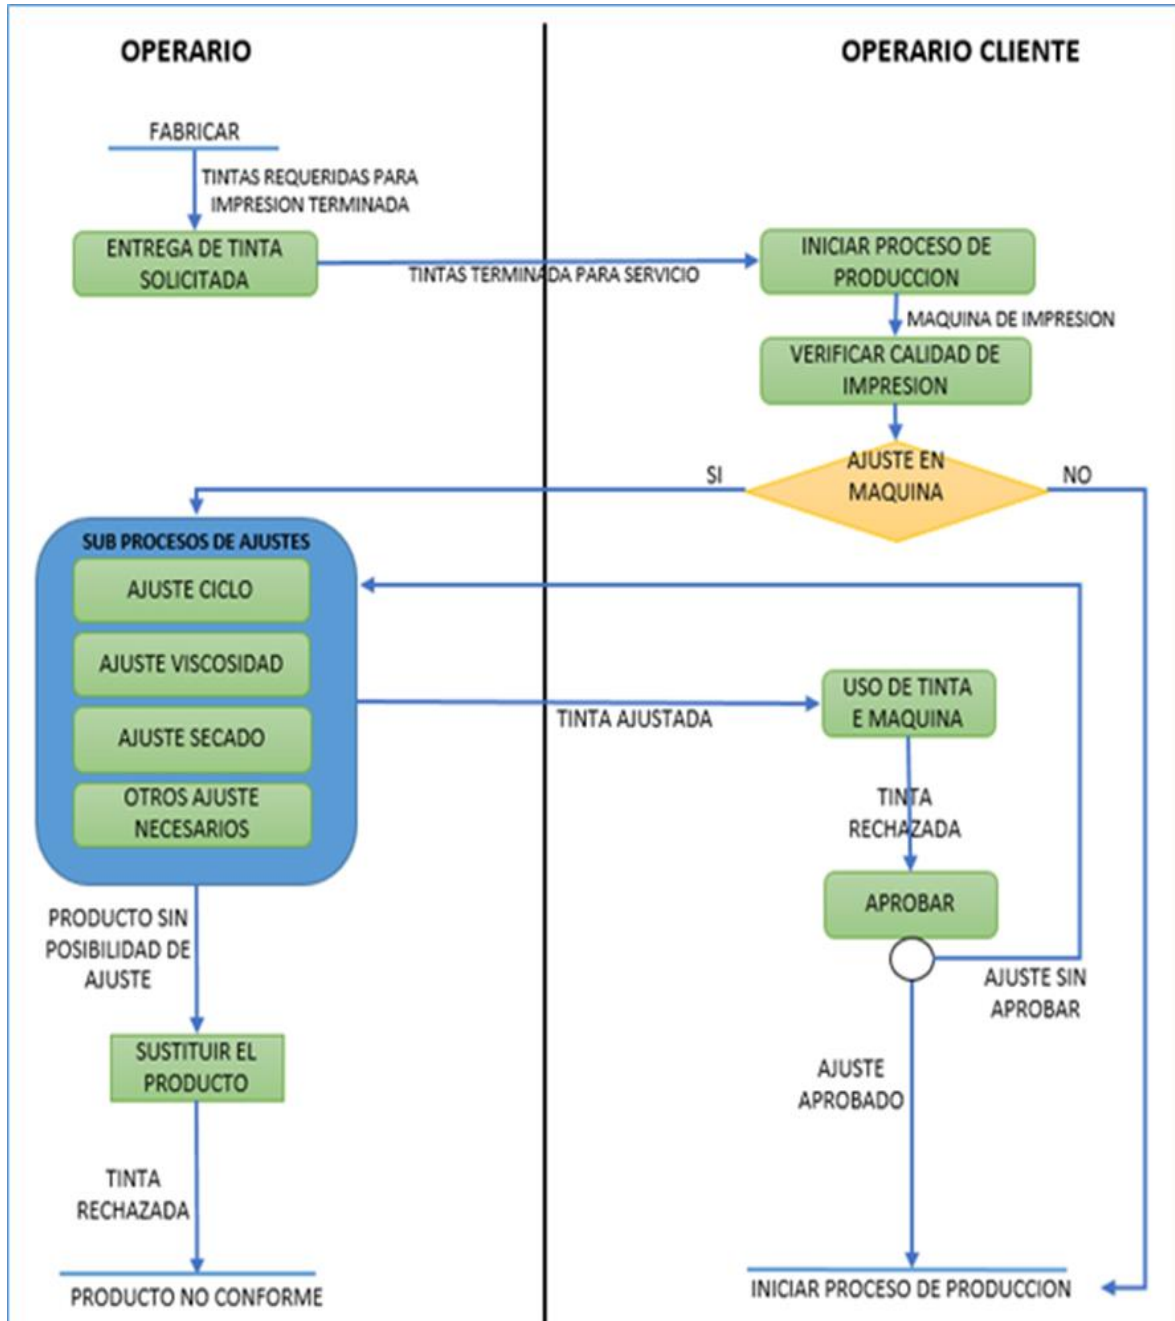 OPERARIO
OPERARIO CLIENTE
FABRICAR
TINTAS REQUERIDAS PARA
IMPRESION TERMINADA
ENTREGA DE TINTA
SOLICITADA
TINTAS TERMINADA PARA SERVICIO
INICIAR PROCESO DE
PRODUCCION
MAQUINA DE IMPRESION
VERIFICAR CALIDAD DE
IMPRESION
AJUSTE EN
MAQUINA
SI
NO
SUB PROCESOS DE AJUSTES
AJUSTE CICLO
AJUSTE VISCOSIDAD
AJUSTE SECADO
OTROS AJUSTE
NECESARIOS
TINTA AJUSTADA
USO DE TINTA
E MAQUINA
TINTA
RECHAZADA
APROBAR
AJUSTE SIN
APROBAR
AJUSTE
APROBADO
PRODUCTO SIN
POSIBILIDAD DE
AJUSTE
SUSTITUIR EL
PRODUCTO
TINTA
RECHAZADA
PRODUCTO NO CONFORME
INICIAR PROCESO DE PRODUCCION